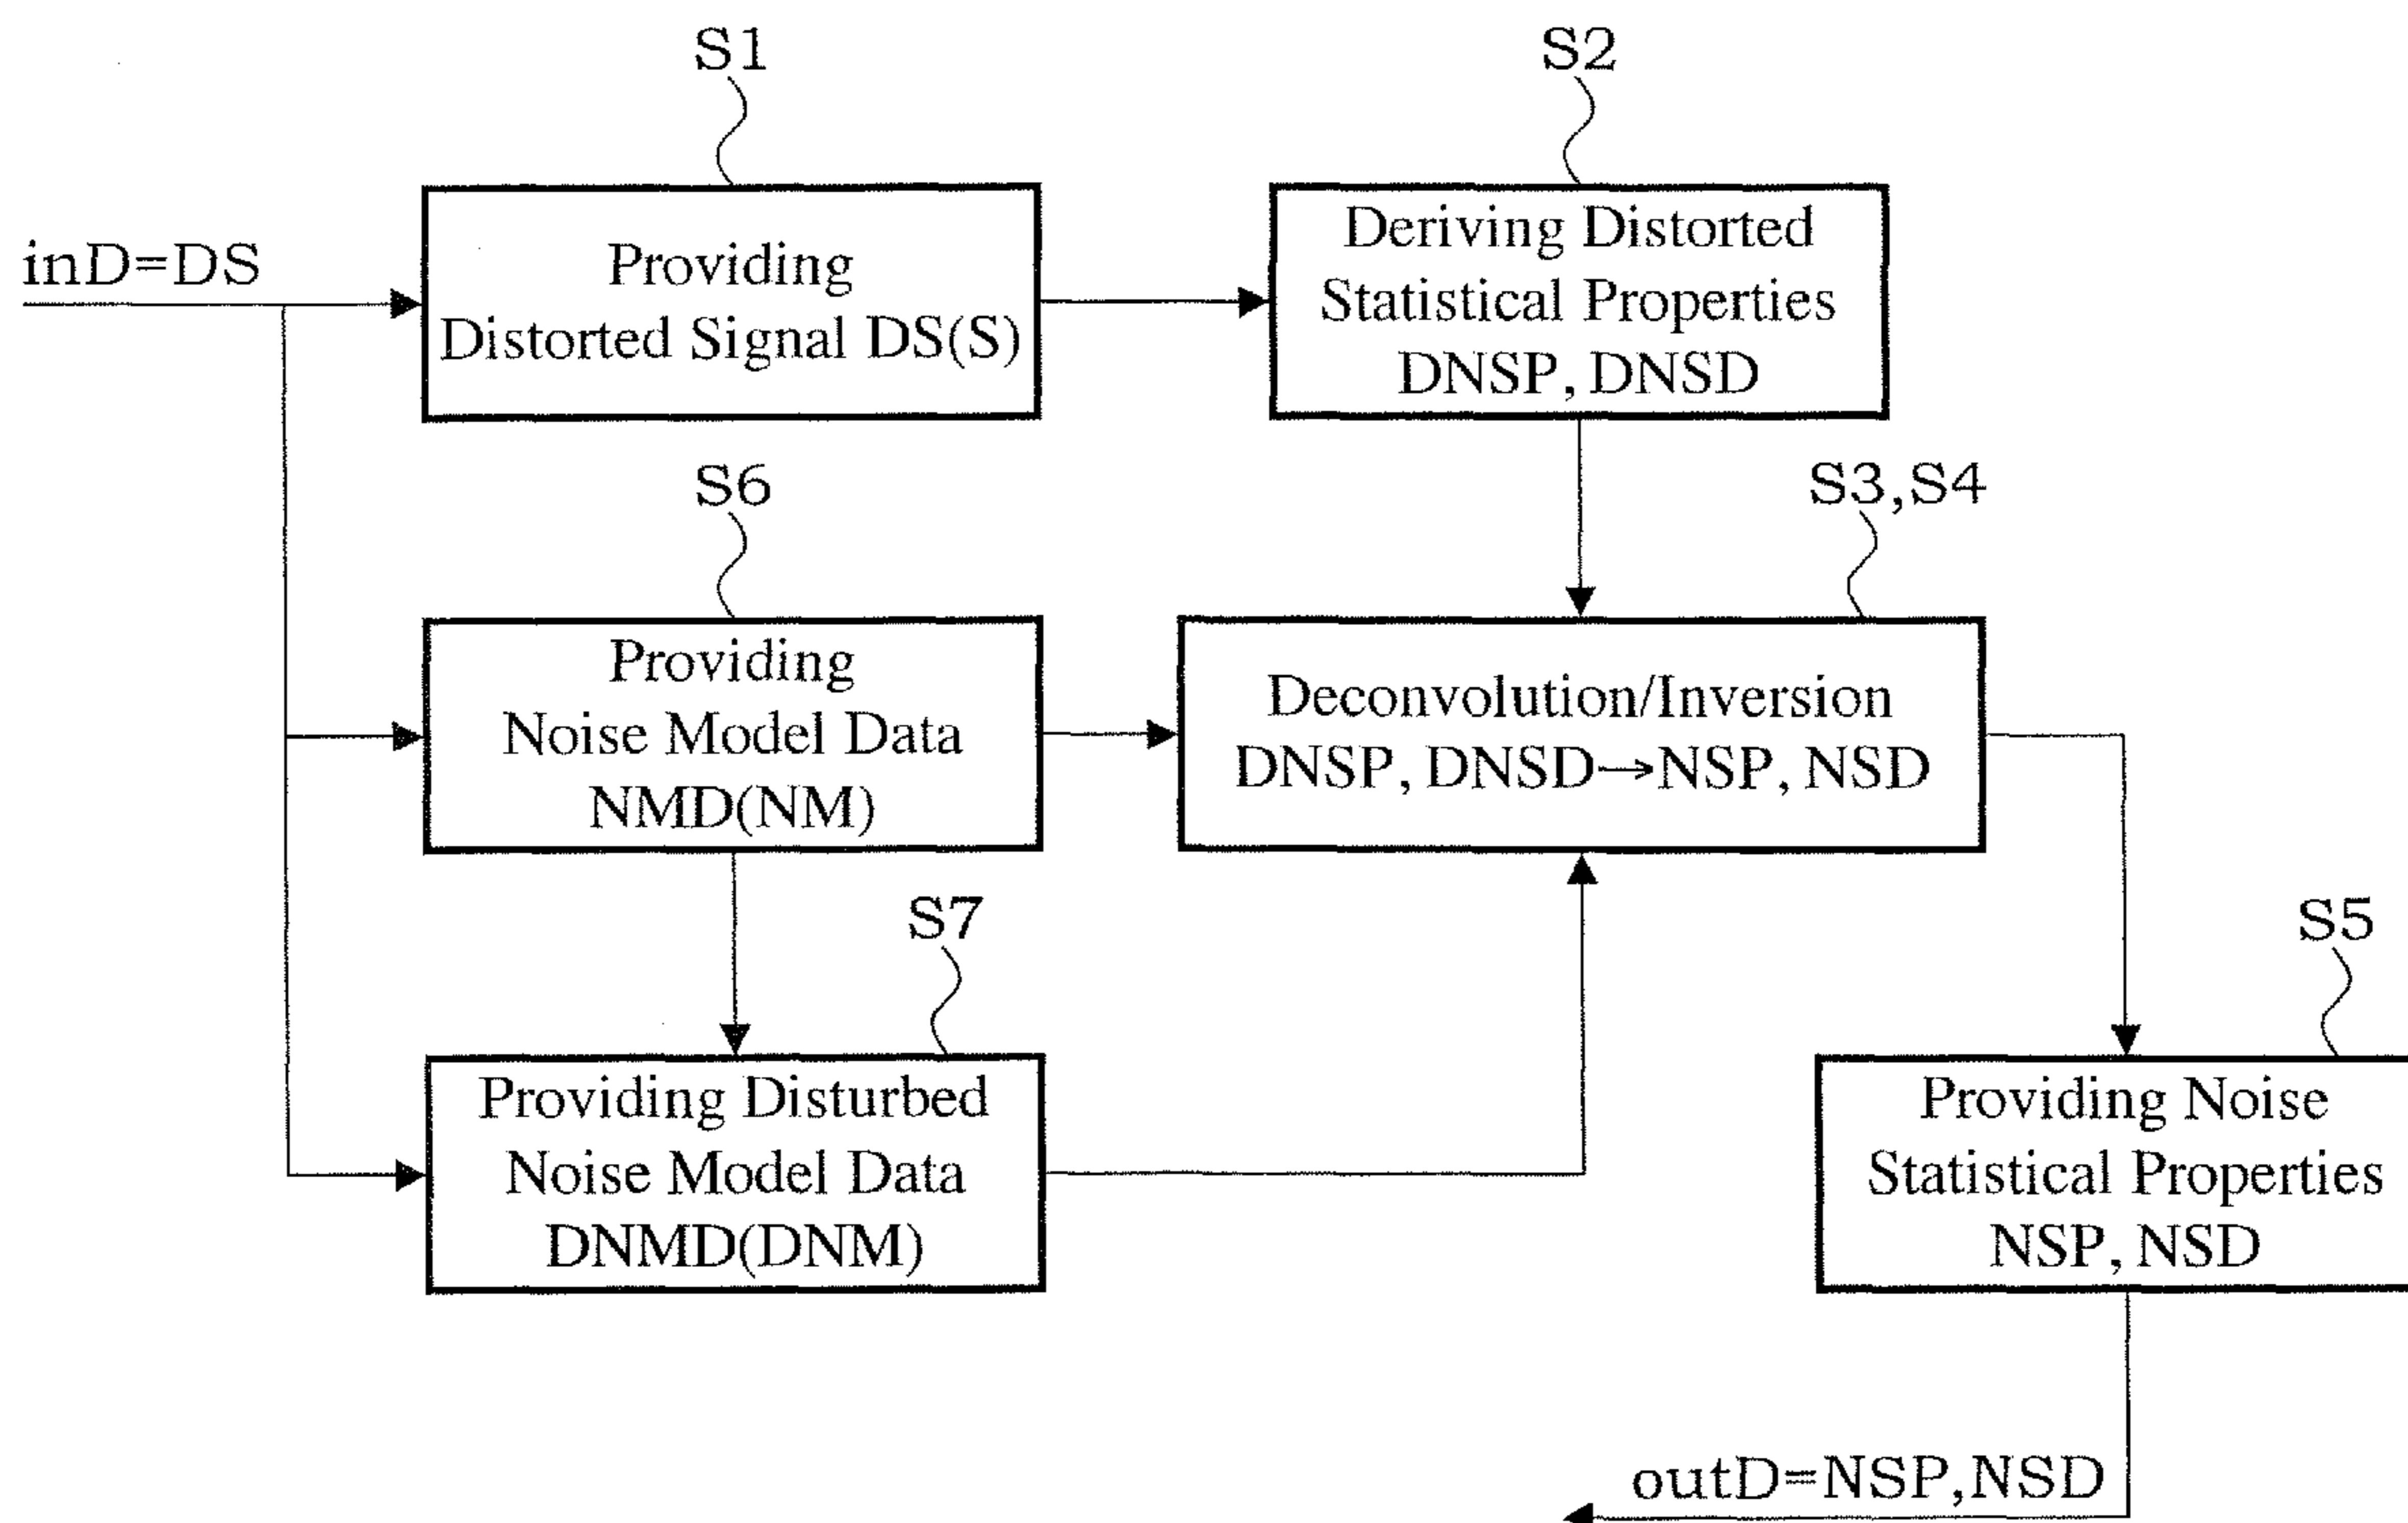 S1
S2
inD=DS
Providing
Distorted Signal DS(S)
Deriving Distorted
Statistical Properties
DNSP, DNSD
S6
S3,S4
Providing
Noise Model Data
NMD(NM)
Deconvolution/Inversion
DNSP, DNSD→NSP, NSD
S7
S5
Providing Disturbed
Noise Model Data
DNMD(DNM)
Providing Noise
Statistical Properties
NSP, NSD
outD=NSP,NSD